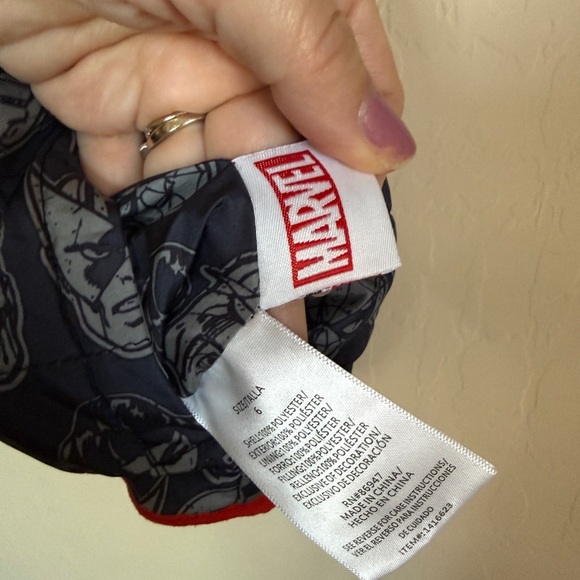 MARVEL
SIZE/TALLA
6
SHELL:100% POLYESTER/
EXTERIOR:100% POLIÉSTER
LINING:100% POLYESTER/
FORRO:100% POLIÉSTER
FILLING:100% POLYESTER/
RELLENO:100% POLIÉSTER
EXCLUSIVE OF DECORATION/
EXCLUSIVO DE DECORACIÓN
RN#86947
MADE IN CHINA/
HECHO EN CHINA
SEE REVERSE FOR CARE INSTRUCTIONS/
VER EL REVERSO PARA INSTRUCCIONES
DE CUIDADO
ITEM#: 1416623